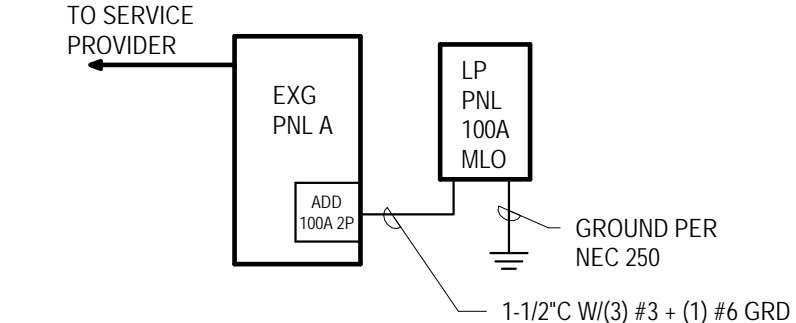 TO SERVICE
PROVIDER
EXG
PNL A
ADD
100A 2P
LP
PNL
100A
MLO
GROUND PER
NEC 250
1-1/2"C W/(3) #3 + (1) #6 GRD